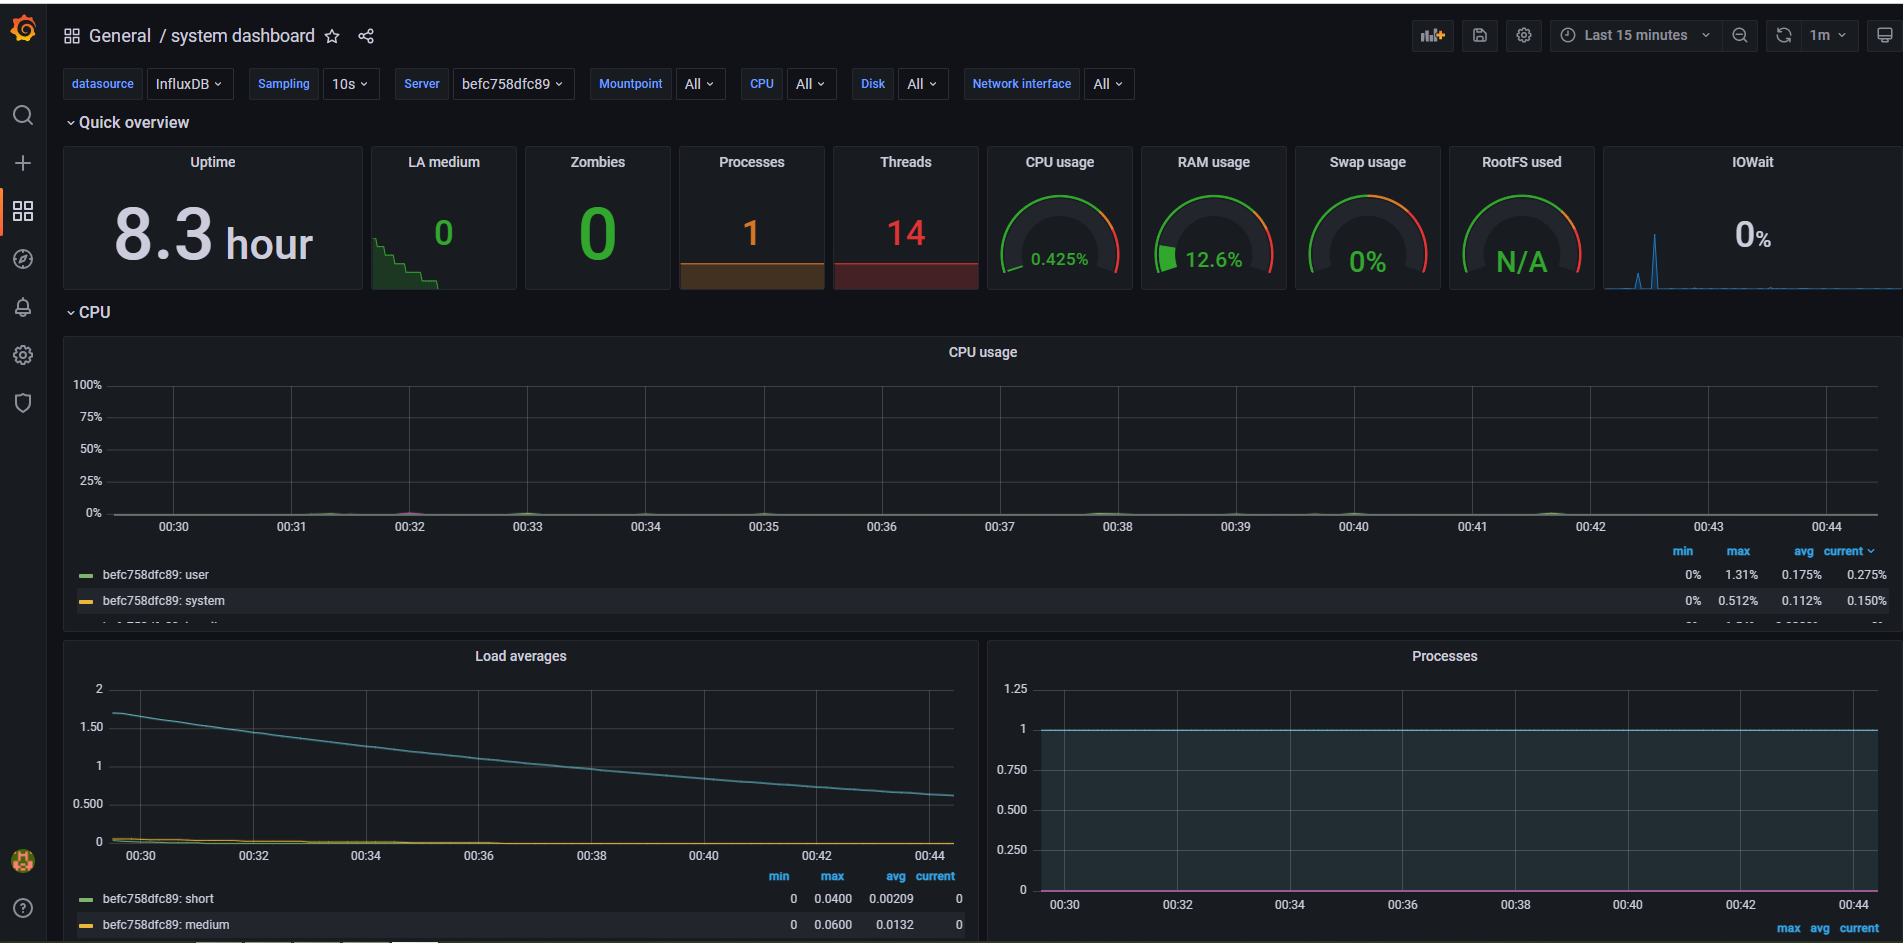 General / system dashboard
Last 15 minutes
1m
datasource InfluxDB Sampling 10s Server befc758dfc89 Mountpoint All CPU All Disk All Network interface All
Quick overview
Uptime
8.3 hour
LA medium
0
Zombies
0
Processes
1
Threads
14
CPU usage
0.425%
RAM usage
12.6%
Swap usage
0%
RootFS used
N/A
IOWait
0%
CPU
CPU usage
100%
75%
50%
25%
0%
00:30 00:31 00:32 00:33 00:34 00:35 00:36 00:37 00:38 00:39 00:40 00:41 00:42 00:43 00:44
min max avg current
befc758dfc89: user 0% 1.31% 0.175% 0.275%
befc758dfc89: system 0% 0.512% 0.112% 0.150%
Load averages
2
1.50
1
0.500
0
00:30 00:32 00:34 00:36 00:38 00:40 00:42 00:44
min max avg current
befc758dfc89: short 0 0.0400 0.00209 0
befc758dfc89: medium 0 0.0600 0.0132 0
Processes
1.25
1
0.750
0.500
0.250
0
00:30 00:32 00:34 00:36 00:38 00:40 00:42 00:44
max avg current